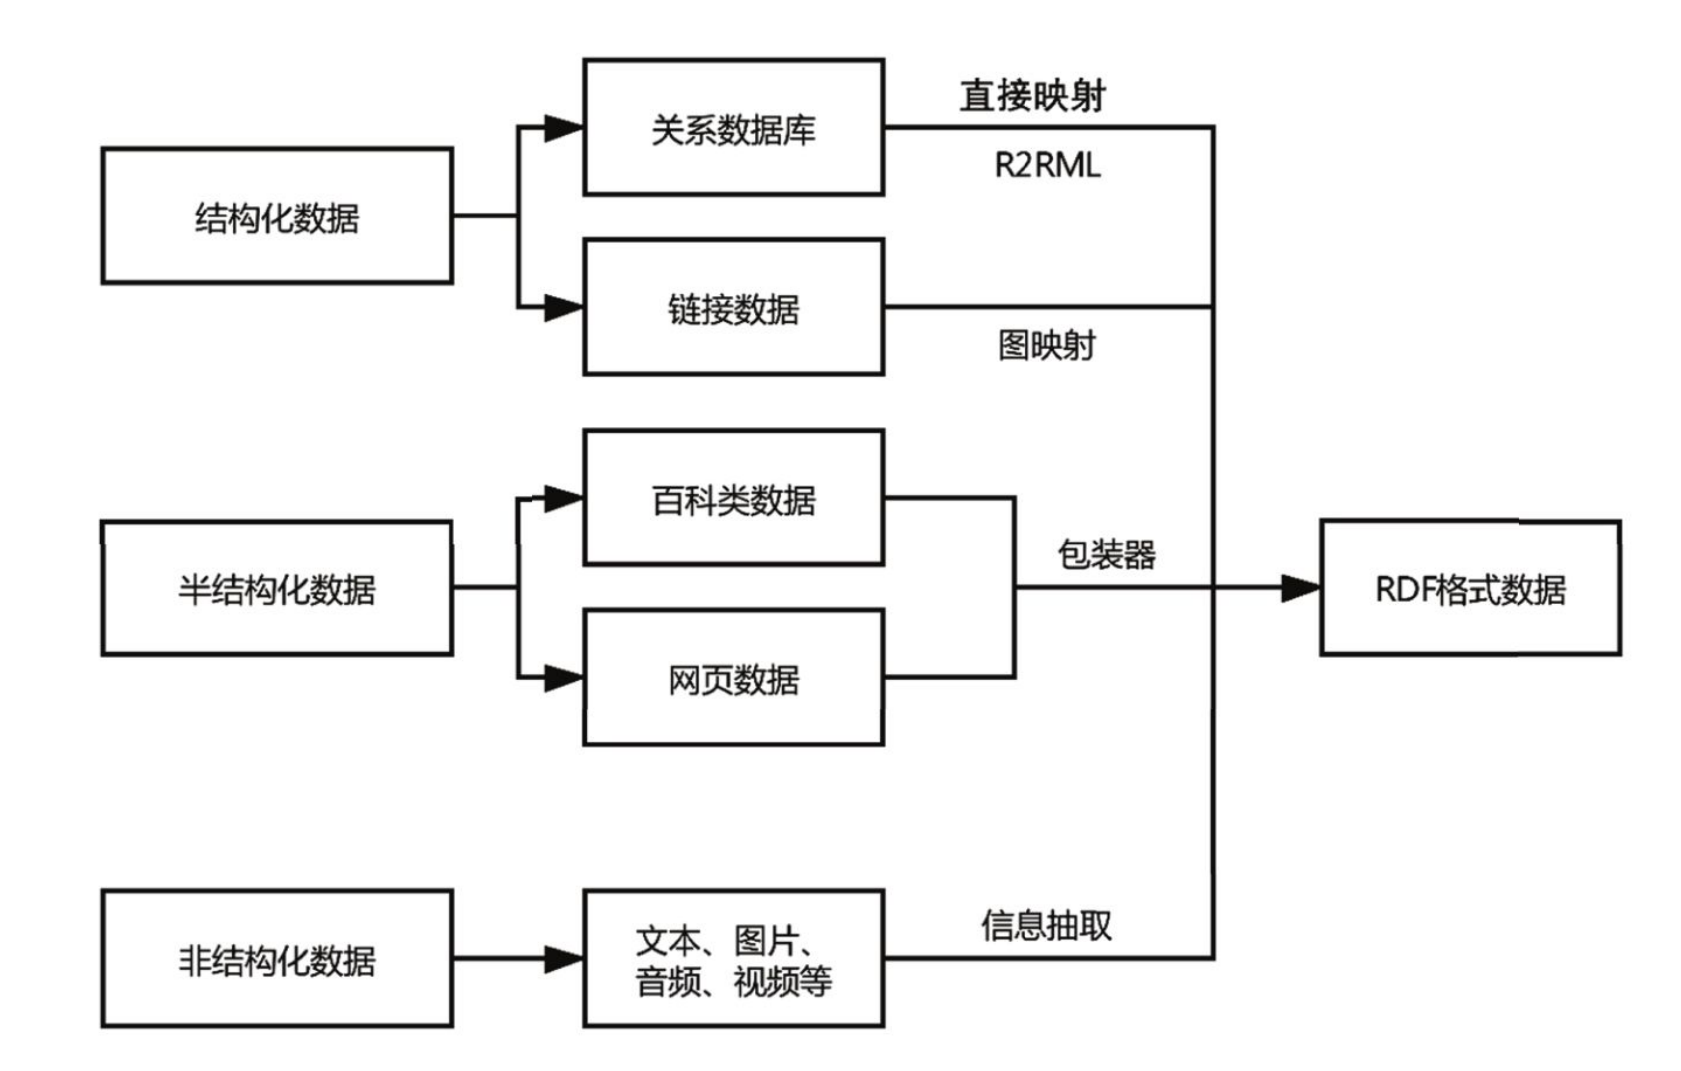 结构化数据
关系数据库
直接映射
R2RML
链接数据
图映射
半结构化数据
百科类数据
网页数据
包装器
RDF格式数据
非结构化数据
文本、图片、
音频、视频等
信息抽取